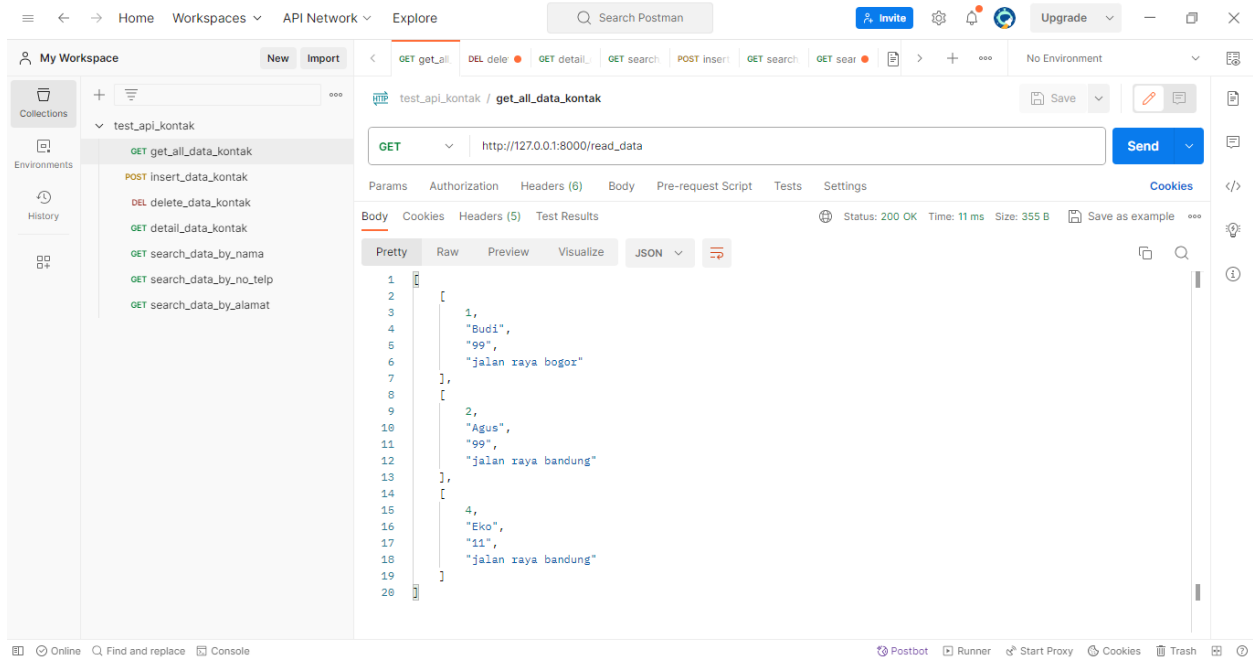 Home Workspaces API Network Explore Search Postman Invite Upgrade
My Workspace New Import GET get_all DEL dele GET detail_ GET search POST inser GET search GET sear No Environment
Collections
Environments
History
test_api_kontak
GET get_all_data_kontak
POST insert_data_kontak
DEL delete_data_kontak
GET detail_data_kontak
GET search_data_by_nama
GET search_data_by_no_telp
GET search_data_by_alamat
HTTP test_api_kontak / get_all_data_kontak Save
GET http://127.0.0.1:8000/read_data Send
Params Authorization Headers (6) Body Pre-request Script Tests Settings Cookies
Body Cookies Headers (5) Test Results Status: 200 OK Time: 11 ms Size: 355 B Save as example
Pretty Raw Preview Visualize JSON
1 [
2 [
3 1,
4 "Budi",
5 "99",
6 "jalan raya bogor"
7 ],
8 [
9 2,
10 "Agus",
11 "99",
12 "jalan raya bandung"
13 ],
14 [
15 4,
16 "Eko",
17 "11",
18 "jalan raya bandung"
19 ]
20 ]
Online Find and replace Console Postbot Runner Start Proxy Cookies Trash